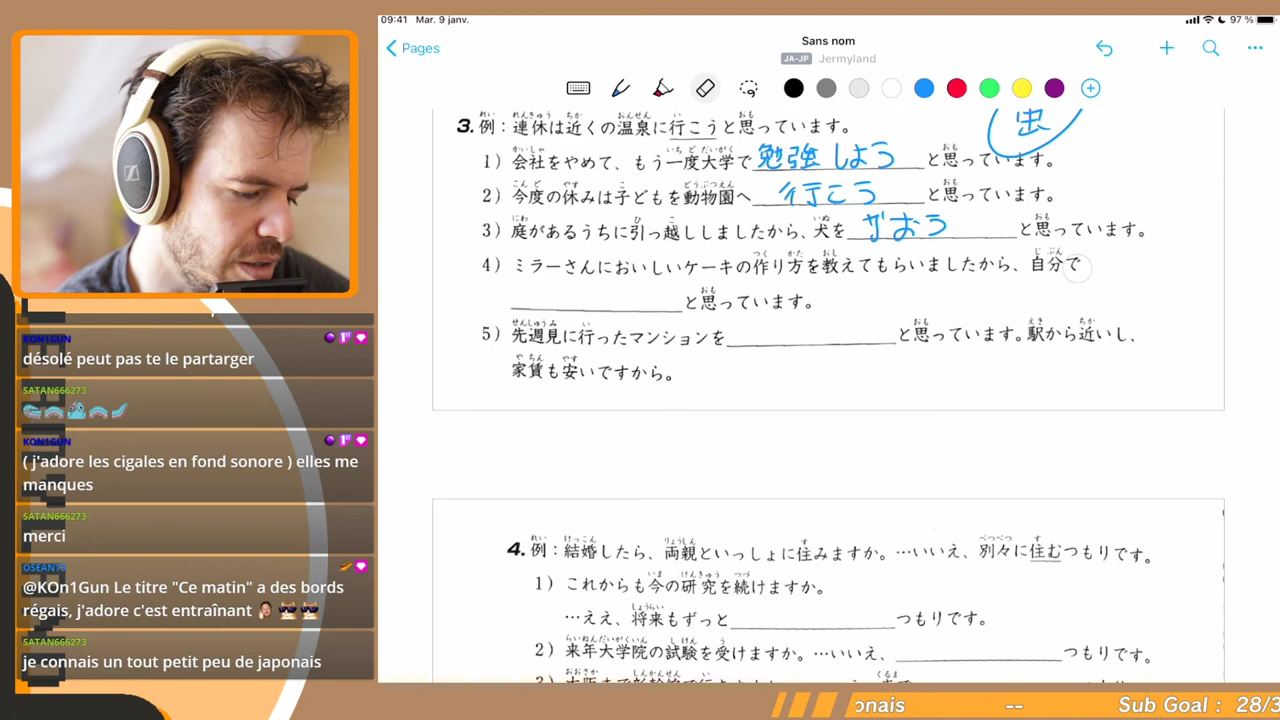 09:41 Mar. 9 janv.
97 %
Pages
Sans nom
JA-JP Jermyland
出
3. 例：連休は近くの温泉に行こうと思っています。
1）会社をやめて、もう一度大学で勉強しようと思っています。
2）今度の休みは子どもを動物園へ行こうと思っています。
3）庭があるうちに引っ越ししましたから、犬をがおうと思っています。
4）ミラーさんにおいしいケーキの作り方を教えてもらいましたから、自分で
と思っています。
5）先週見に行ったマンションを と思っています。駅から近いし、
家賃も安いですから。
4. 例：結婚したら、両親といっしょに住みますか。…いいえ、別々に住むつもりです。
1）これからも今の研究を続けますか。
…ええ、将来もずっと つもりです。
2）来年大学院の試験を受けますか。…いいえ、 つもりです。
KON1GUN
désolé peut pas te le partarger
SATAN666273
KON1GUN
( j'adore les cigales en fond sonore ) elles me
manques
SATAN666273
merci
OSEANTS
@KOn1Gun Le titre "Ce matin" a des bords
régais, j'adore c'est entraînant
SATAN666273
je connais un tout petit peu de japonais
onais -- Sub Goal : 28/3